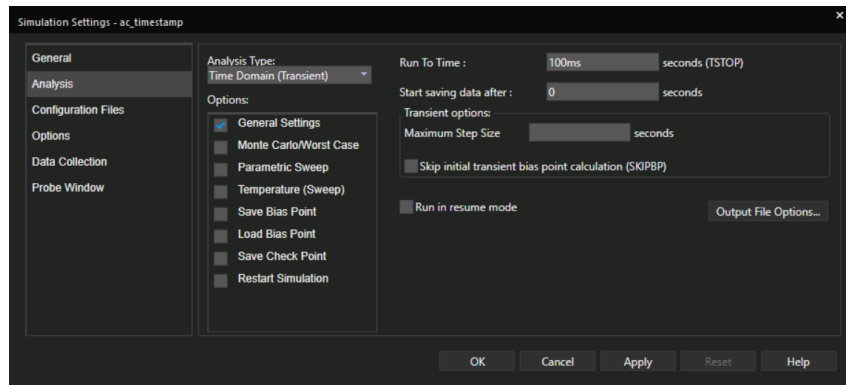 Simulation Settings - ac_timestamp
×
General
Analysis
Configuration Files
Options
Data Collection
Probe Window
Analysis Type:
Time Domain (Transient)
Options:
General Settings
Monte Carlo/Worst Case
Parametric Sweep
Temperature (Sweep)
Save Bias Point
Load Bias Point
Save Check Point
Restart Simulation
Run To Time : 100ms seconds (TSTOP)
Start saving data after : 0 seconds
Transient options:
Maximum Step Size seconds
Skip initial transient bias point calculation (SKIPBP)
Run in resume mode
Output File Options...
OK Cancel Apply Reset Help